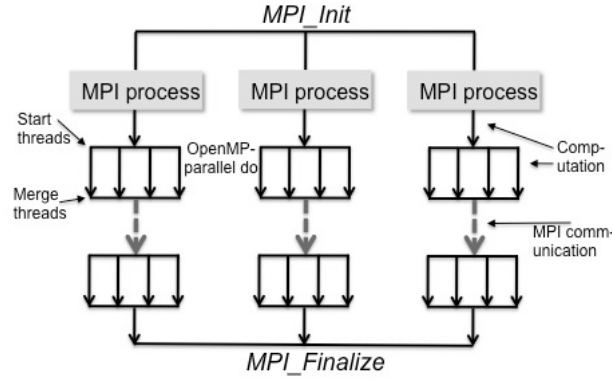 MPI_Init
MPI process
MPI process
MPI process
Start
threads
OpenMP-
parallel do
Comp-
utation
Merge
threads
MPI comm-
unication
MPI_Finalize